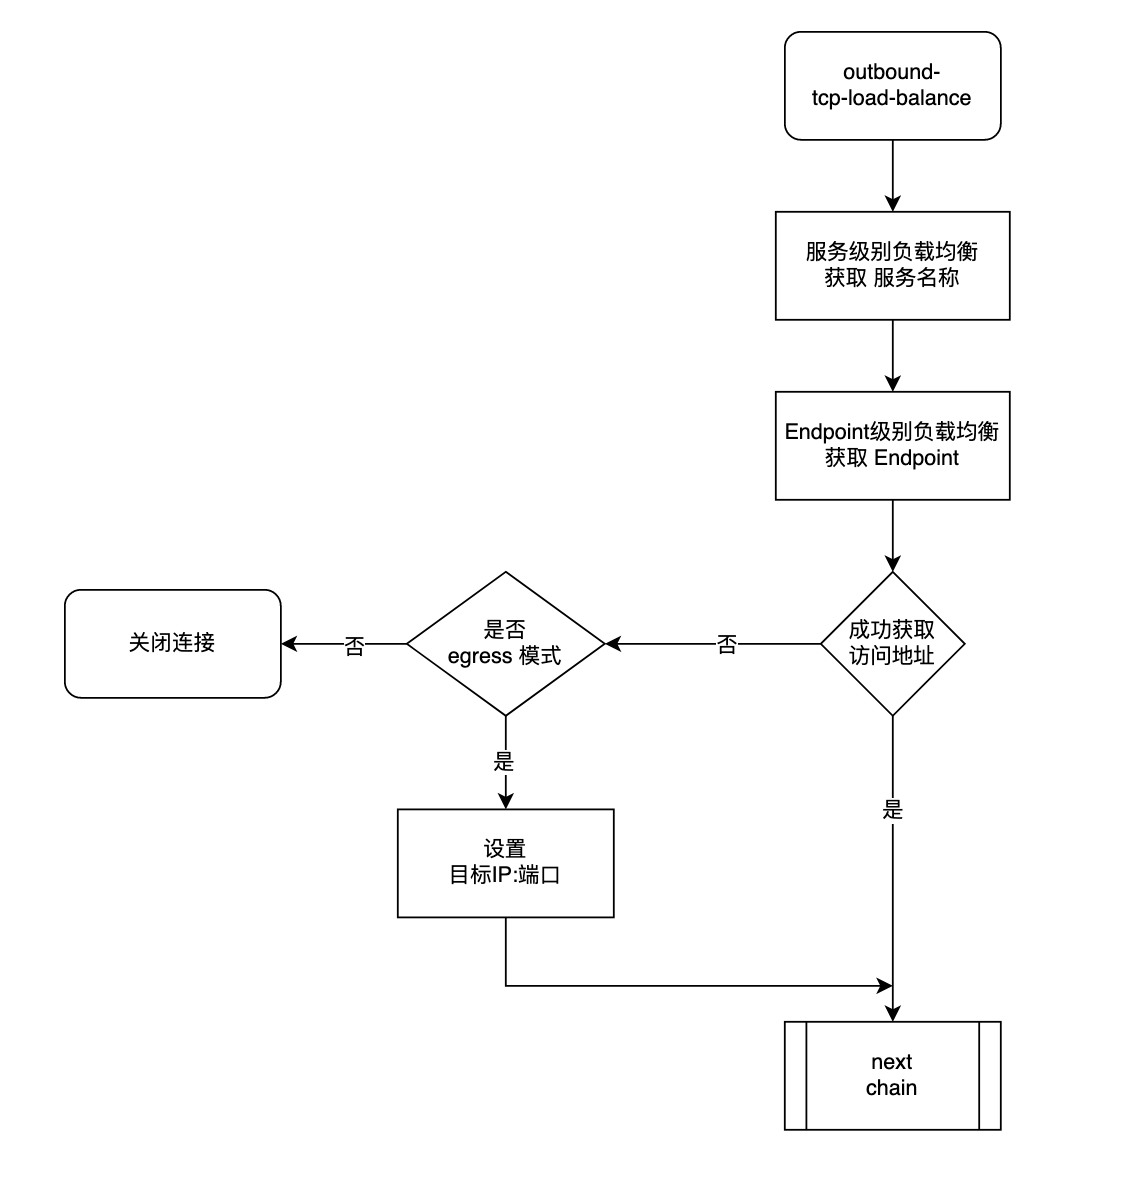 outbound-
tcp-load-balance
服务级别负载均衡
获取 服务名称
Endpoint级别负载均衡
获取 Endpoint
成功获取
访问地址
否
是否
egress 模式
否
关闭连接
是
设置
目标IP:端口
是
next
chain